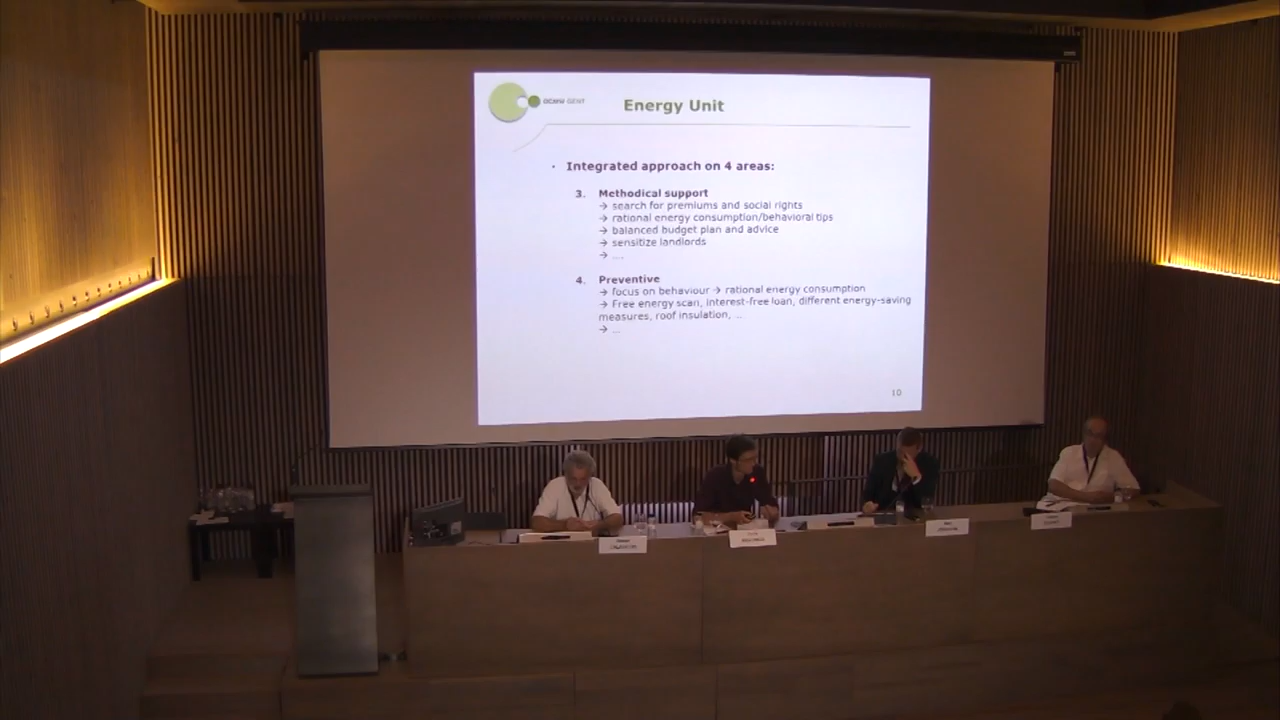 OCMW GENT
Energy Unit
• Integrated approach on 4 areas:
3. Methodical support
→ search for premiums and social rights
→ rational energy consumption/behavioral tips
→ balanced budget plan and advice
→ sensitize landlords
→ ....
4. Preventive
→ focus on behaviour → rational energy consumption
→ Free energy scan, interest-free loan, different energy-saving
measures, roof insulation, ...
→ ...
10